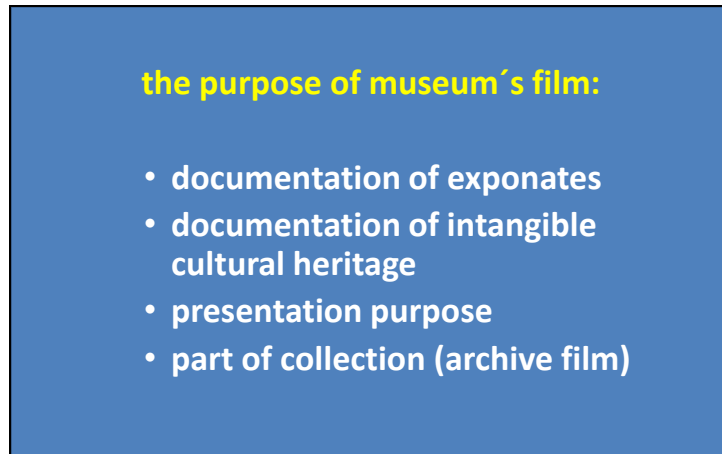 the purpose of museum´s film:
• documentation of exponates
• documentation of intangible
cultural heritage
• presentation purpose
• part of collection (archive film)